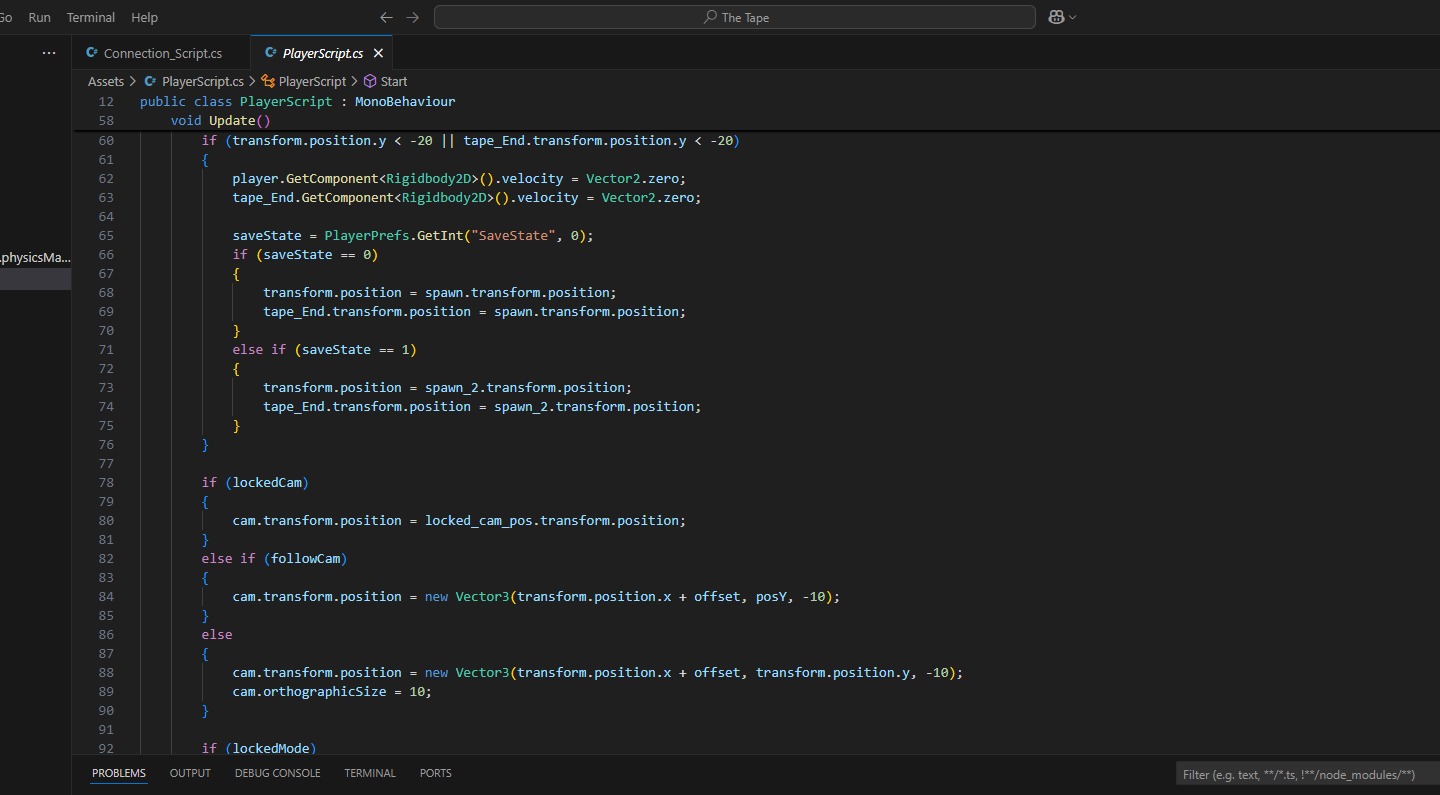 Go Run Terminal Help The Tape
Connection_Script.cs PlayerScript.cs
Assets > PlayerScript.cs > PlayerScript > Start
12 public class PlayerScript : MonoBehaviour
58 void Update()
60 if (transform.position.y < -20 || tape_End.transform.position.y < -20)
61 {
62 player.GetComponent<Rigidbody2D>().velocity = Vector2.zero;
63 tape_End.GetComponent<Rigidbody2D>().velocity = Vector2.zero;
64
65 saveState = PlayerPrefs.GetInt("SaveState", 0);
66 if (saveState == 0)
.physicsMa...
67 {
68 transform.position = spawn.transform.position;
69 tape_End.transform.position = spawn.transform.position;
70 }
71 else if (saveState == 1)
72 {
73 transform.position = spawn_2.transform.position;
74 tape_End.transform.position = spawn_2.transform.position;
75 }
76 }
77
78 if (lockedCam)
79 {
80 cam.transform.position = locked_cam_pos.transform.position;
81 }
82 else if (followCam)
83 {
84 cam.transform.position = new Vector3(transform.position.x + offset, posY, -10);
85 }
86 else
87 {
88 cam.transform.position = new Vector3(transform.position.x + offset, transform.position.y, -10);
89 cam.orthographicSize = 10;
90 }
91
92 if (lockedMode)
PROBLEMS OUTPUT DEBUG CONSOLE TERMINAL PORTS
Filter (e.g. text, **/*.ts, !**/node_modules/**)